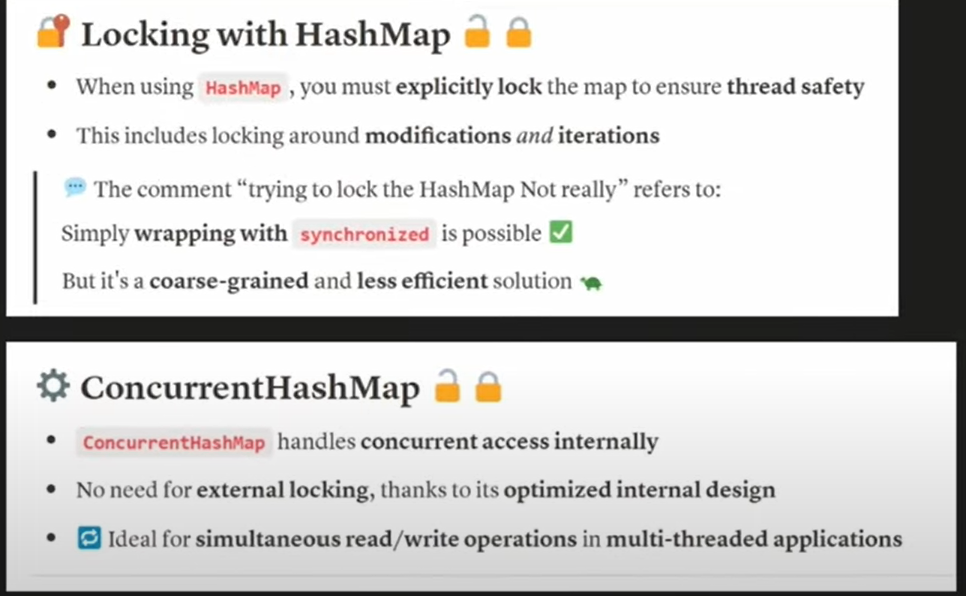 Locking with HashMap
• When using HashMap, you must explicitly lock the map to ensure thread safety
• This includes locking around modifications and iterations
The comment “trying to lock the HashMap Not really” refers to:
Simply wrapping with synchronized is possible
But it's a coarse-grained and less efficient solution
ConcurrentHashMap
• ConcurrentHashMap handles concurrent access internally
• No need for external locking, thanks to its optimized internal design
• Ideal for simultaneous read/write operations in multi-threaded applications